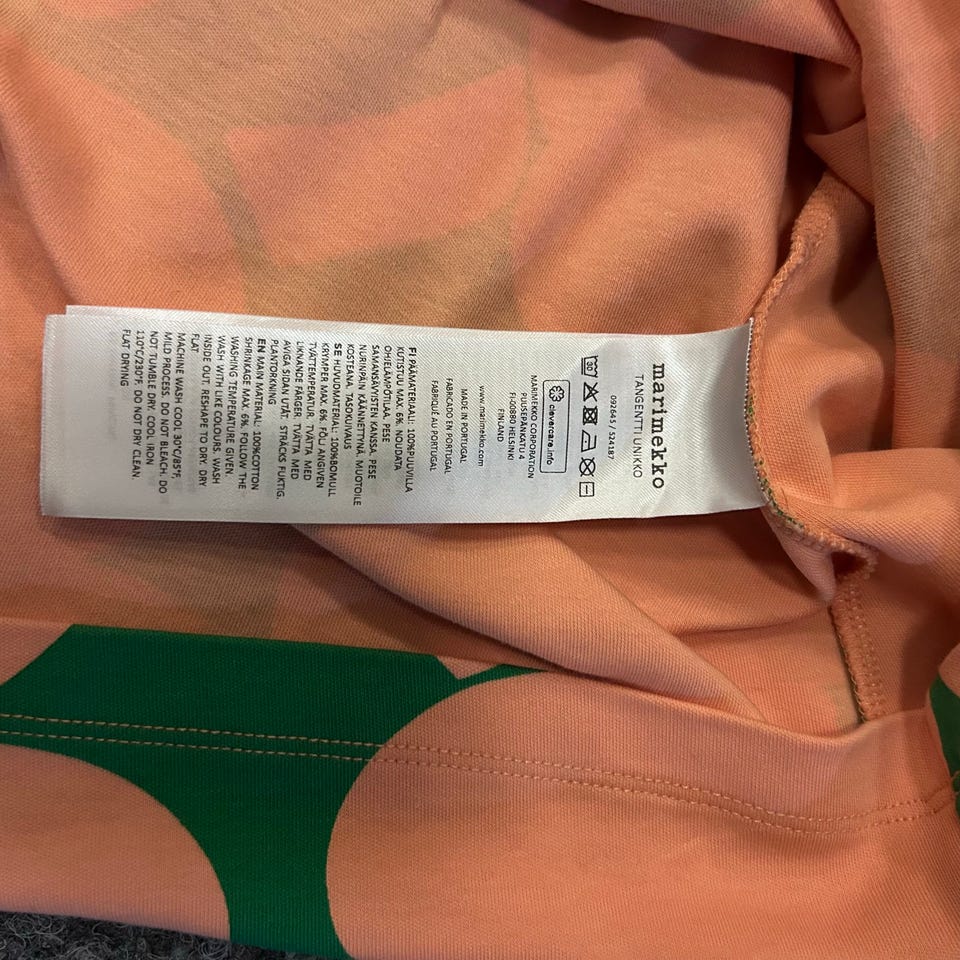 marimekko
TANGENTTI UNIKKO
092645 / S24187
30
clevercare.info
MARIMEKKO CORPORATION
PUUSEPÄNKATU 4
FI-00880 HELSINKI
FINLAND
www.marimekko.com
MADE IN PORTUGAL
FABRICADO EN PORTUGAL
FABRIQUÉ AU PORTUGAL
FI PÄÄMATERIAALI: 100%PUUVILLA
KUTISTUU MAX. 6%. NOUDATA
OHJELÄMPÖTILAA. PESE
SAMANSÄVYISTEN KANSSA. PESE
NURINPÄIN KÄÄNNETTYNÄ. MUOTOILE
KOSTEANA. TASOKUIVAUS
SE HUVUDMATERIAL: 100%BOMULL
KRYMPER MAX. 6%. FÖLJ ANGIVEN
TVÄTTEMPERATUR. TVÄTTA MED
LIKNANDE FÄRGER. TVÄTTA MED
AVIGA SIDAN UTÅT. STRÄCKS FUKTIG.
PLANTORKNING
EN MAIN MATERIAL: 100%COTTON
SHRINKAGE MAX. 6%. FOLLOW THE
WASHING TEMPERATURE GIVEN.
WASH WITH LIKE COLOURS. WASH
INSIDE OUT. RESHAPE TO DRY. DRY
FLAT
MACHINE WASH COOL 30°C/85°F.
MILD PROCESS. DO NOT BLEACH. DO
NOT TUMBLE DRY. COOL IRON
110°C/230°F. DO NOT DRY CLEAN.
FLAT DRYING